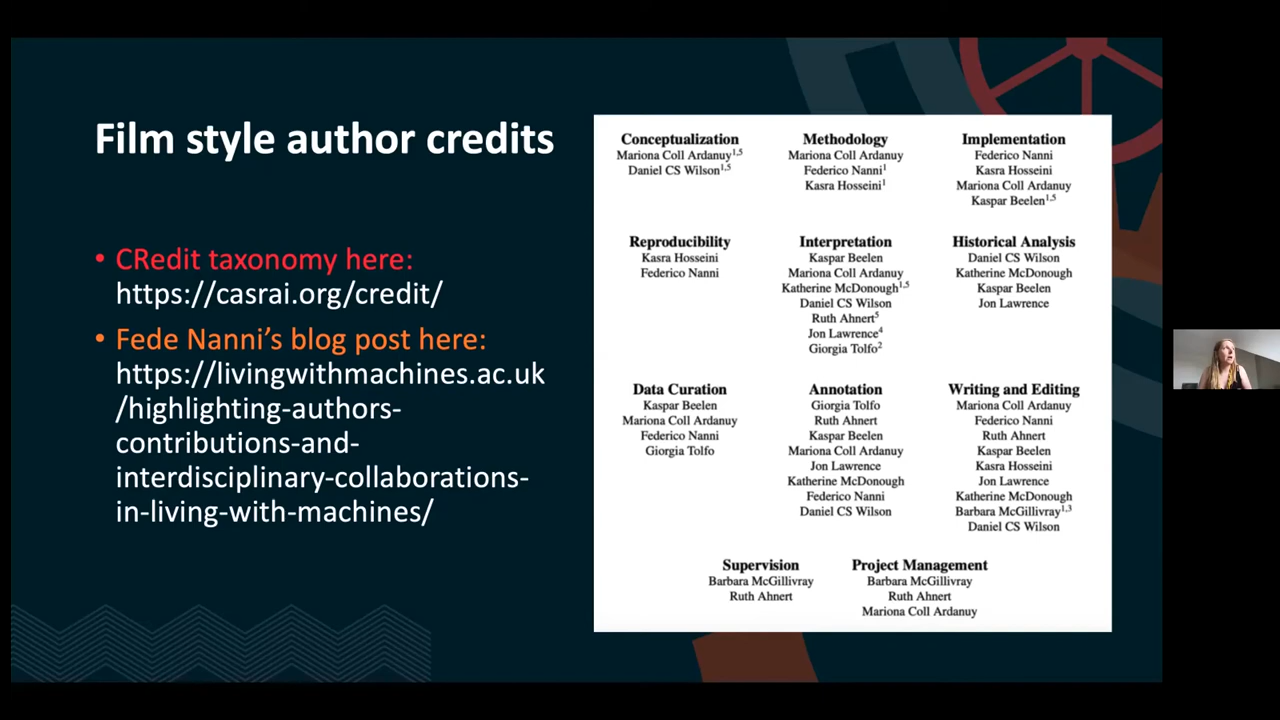 Film style author credits
• CRedit taxonomy here:
https://casrai.org/credit/
• Fede Nanni’s blog post here:
https://livingwithmachines.ac.uk
/highlighting-authors-
contributions-and-
interdisciplinary-collaborations-
in-living-with-machines/
Conceptualization
Mariona Coll Ardanuy1,5
Daniel CS Wilson1,5
Methodology
Mariona Coll Ardanuy
Federico Nanni1
Kasra Hosseini1
Implementation
Federico Nanni
Kasra Hosseini
Mariona Coll Ardanuy
Kaspar Beelen1,5
Reproducibility
Kasra Hosseini
Federico Nanni
Interpretation
Kaspar Beelen
Mariona Coll Ardanuy
Katherine McDonough1,5
Daniel CS Wilson
Ruth Ahnert5
Jon Lawrence4
Giorgia Tolfo2
Historical Analysis
Daniel CS Wilson
Katherine McDonough
Kaspar Beelen
Jon Lawrence
Data Curation
Kaspar Beelen
Mariona Coll Ardanuy
Federico Nanni
Giorgia Tolfo
Annotation
Giorgia Tolfo
Ruth Ahnert
Kaspar Beelen
Mariona Coll Ardanuy
Jon Lawrence
Katherine McDonough
Federico Nanni
Daniel CS Wilson
Writing and Editing
Mariona Coll Ardanuy
Federico Nanni
Ruth Ahnert
Kaspar Beelen
Kasra Hosseini
Jon Lawrence
Katherine McDonough
Barbara McGillivray1,3
Daniel CS Wilson
Supervision
Barbara McGillivray
Ruth Ahnert
Project Management
Barbara McGillivray
Ruth Ahnert
Mariona Coll Ardanuy